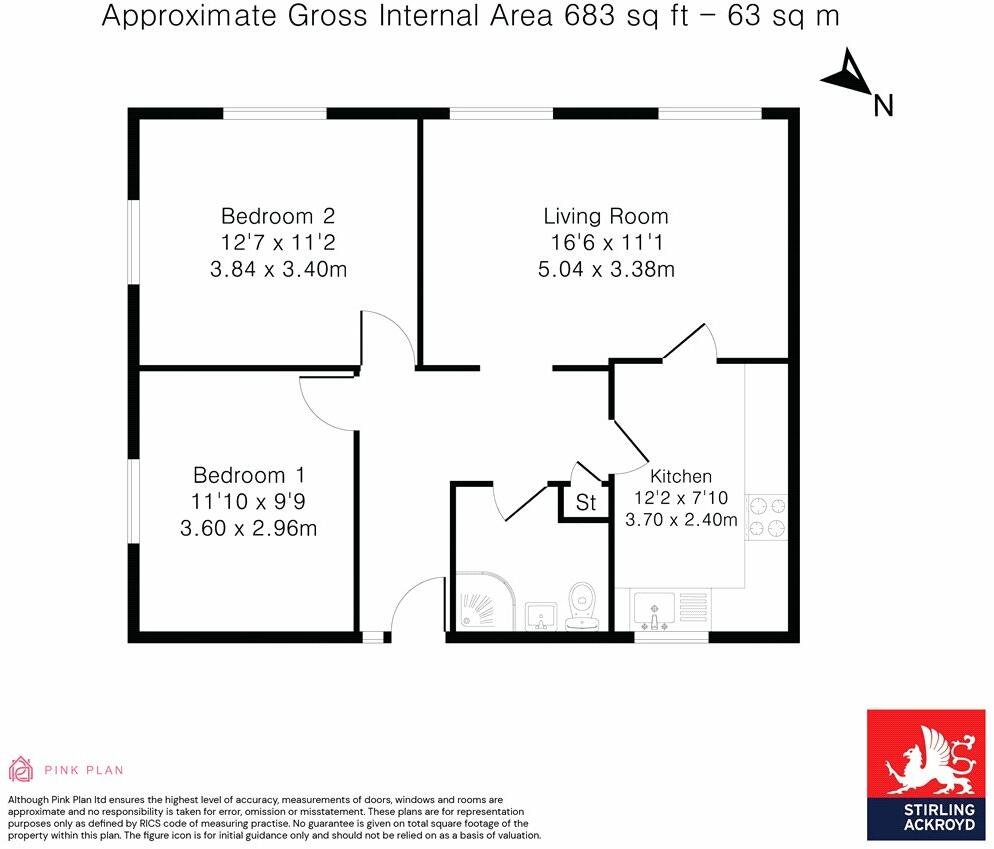 Approximate Gross Internal Area 683 sq ft – 63 sq m
N
Bedroom 2
12'7 x 11'2
3.84 x 3.40m
Living Room
16'6 x 11'1
5.04 x 3.38m
Bedroom 1
11'10 x 9'9
3.60 x 2.96m
St
Kitchen
12'2 x 7'10
3.70 x 2.40m
PINK PLAN
Although Pink Plan ltd ensures the highest level of accuracy, measurements of doors, windows and rooms are
approximate and no responsibility is taken for error, omission or misstatement. These plans are for representation
purposes only as defined by RICS code of measuring practise. No guarantee is given on total square footage of the
property within this plan. The figure icon is for initial guidance only and should not be relied on as a basis of valuation.
STIRLING
ACKROYD